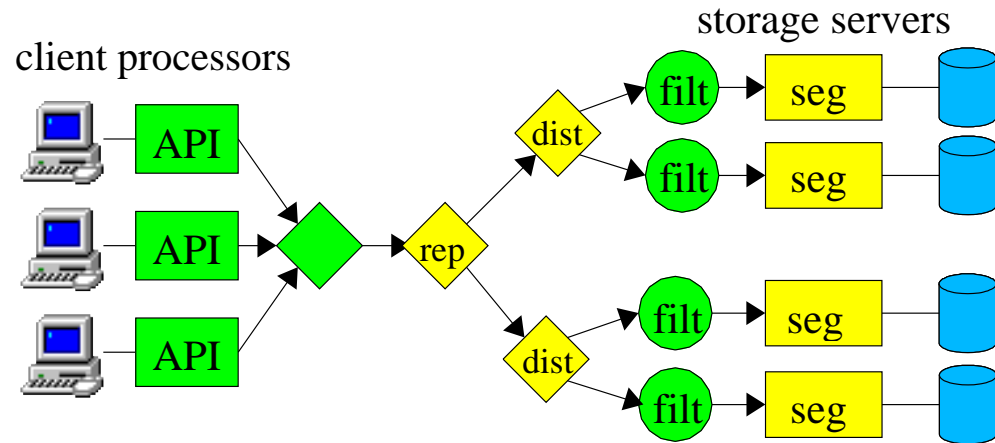 storage servers
client processors
API
API
API
rep
dist
dist
filt
filt
filt
filt
seg
seg
seg
seg